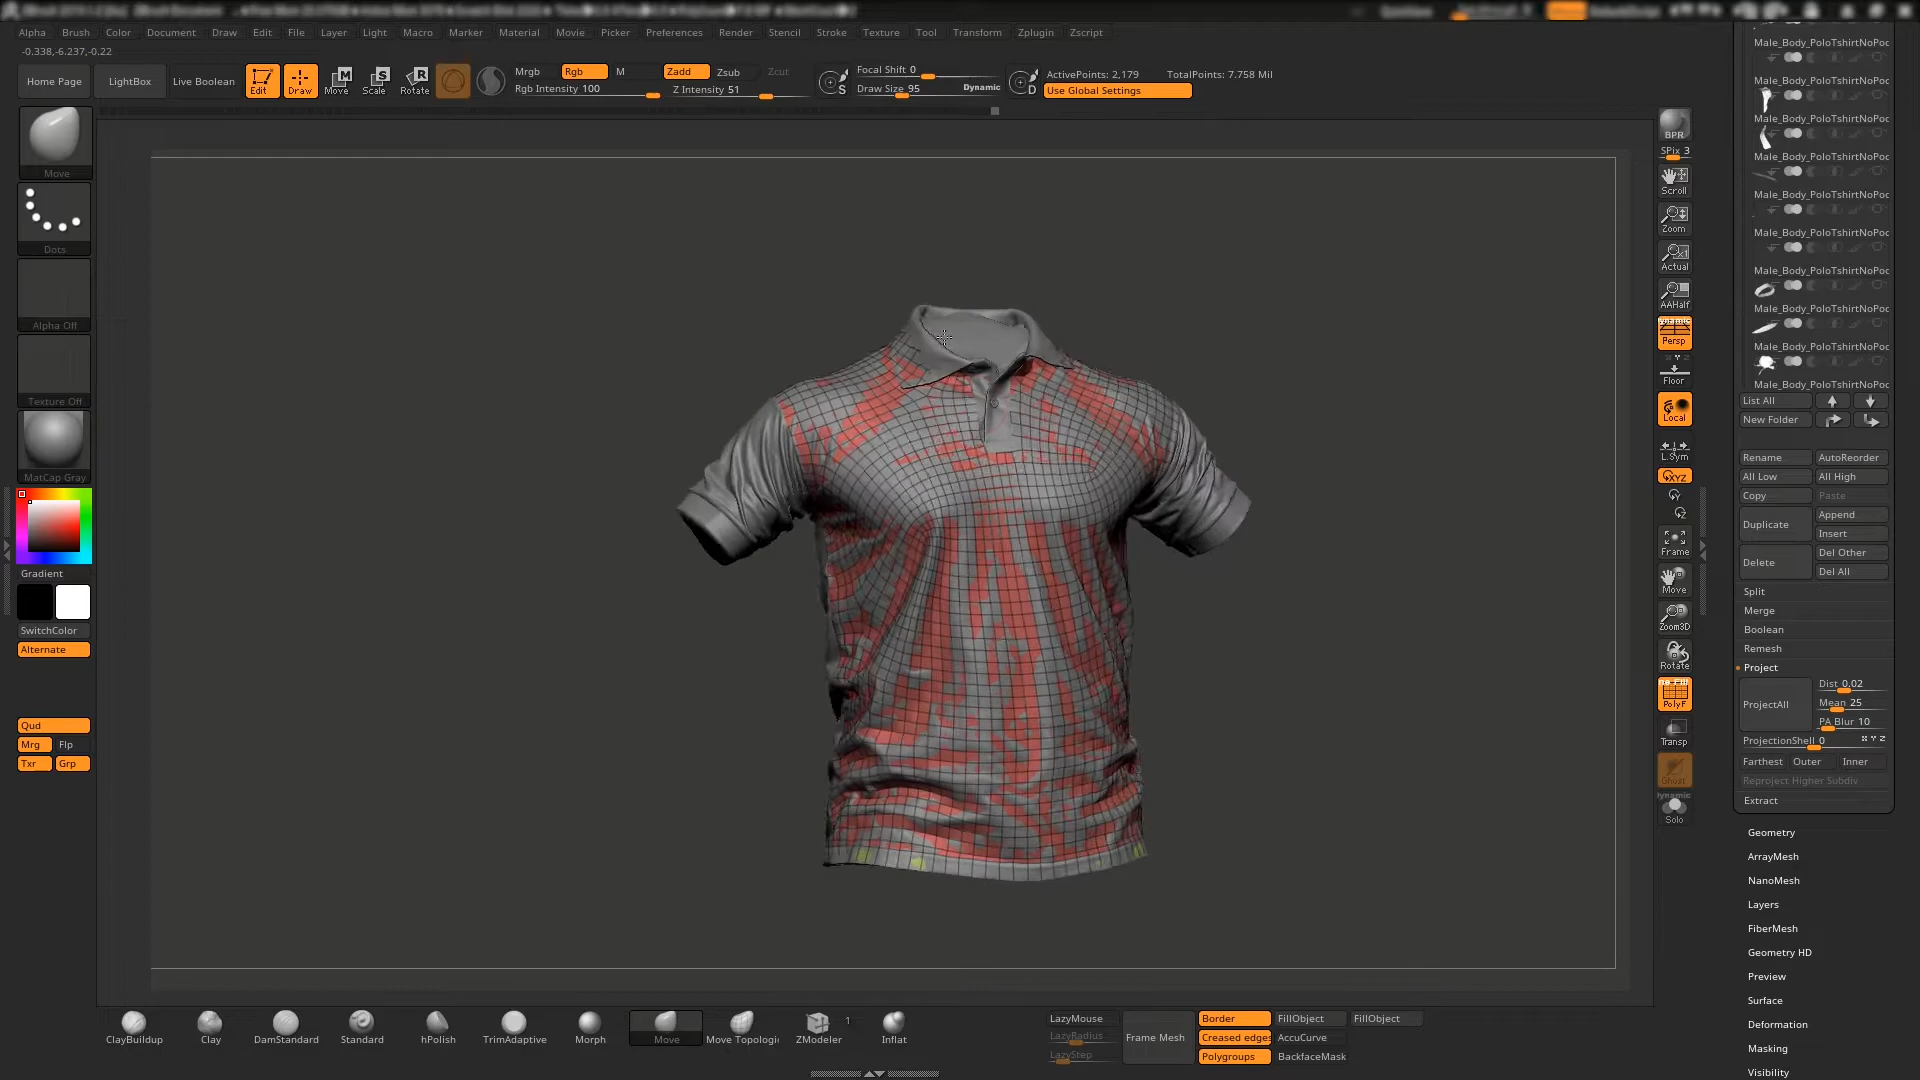 Alpha Brush Color Document Draw Edit File Layer Light Macro Marker Material Movie Picker Preferences Render Stencil Stroke Texture Tool Transform Zplugin Zscript
-0.338,-6.237,-0.22
Home Page
LightBox
Live Boolean
Edit
Draw
Move
Scale
Rotate
Mrgb Rgb M Zadd Zsub Zcut
Rgb Intensity 100 Z Intensity 51
Focal Shift 0
Draw Size 95 Dynamic
ActivePoints: 2,179 TotalPoints: 7.758 Mil
Use Global Settings
Move
Dots
Alpha Off
Texture Off
MatCap Gray
Gradient
SwitchColor
Alternate
Qud
Mrg Flp
Txr Grp
BPR
SPix 3
Scroll
Zoom
Actual
AAHalf
Persp
Floor
Local
L.Sym
XYZ
Frame
Move
Zoom3D
Rotate
PolyF
Transp
Ghost
Dynamic
Solo
Male_Body_PoloTshirtNoPoc
Male_Body_PoloTshirtNoPoc
Male_Body_PoloTshirtNoPoc
Male_Body_PoloTshirtNoPoc
Male_Body_PoloTshirtNoPoc
Male_Body_PoloTshirtNoPoc
Male_Body_PoloTshirtNoPoc
Male_Body_PoloTshirtNoPoc
Male_Body_PoloTshirtNoPoc
Male_Body_PoloTshirtNoPoc
List All
New Folder
Rename AutoReorder
All Low All High
Copy Paste
Duplicate Append
Insert
Delete Del Other
Del All
Split
Merge
Boolean
Remesh
Project
ProjectAll Dist 0.02
Mean 25
PA Blur 10
ProjectionShell 0 X Y Z
Farthest Outer Inner
Reproject Higher Subdiv
Extract
Geometry
ArrayMesh
NanoMesh
Layers
FiberMesh
Geometry HD
Preview
Surface
Deformation
Masking
Visibility
ClayBuildup Clay DamStandard Standard hPolish TrimAdaptive Morph Move Move Topologi ZModeler 1 Inflat
LazyMouse
LazyRadius
LazyStep
Frame Mesh
Border FillObject FillObject
Creased edges AccuCurve
Polygroups BackfaceMask